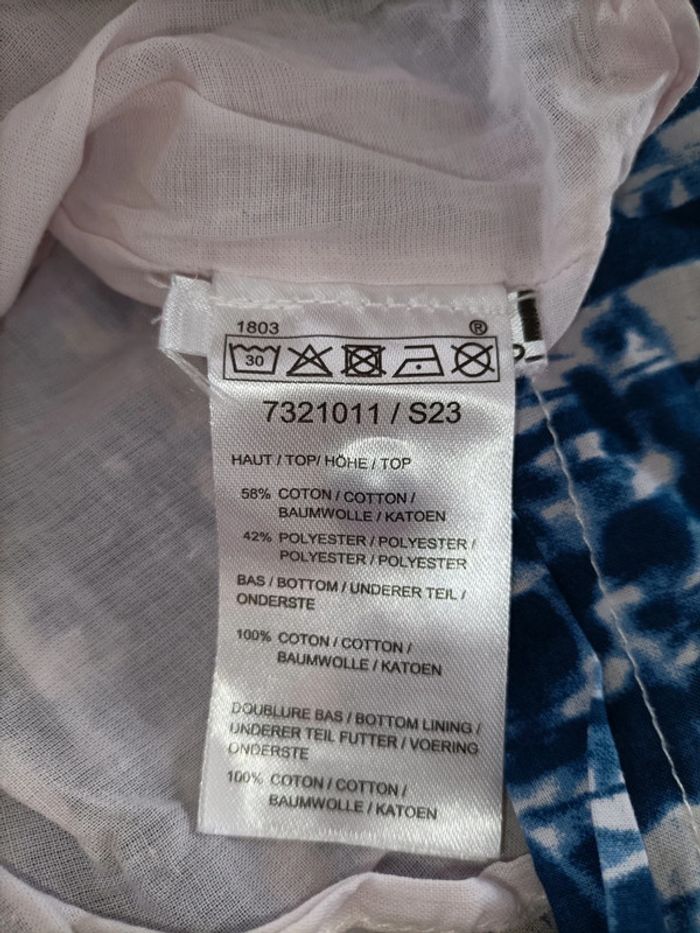 1803 ®
30
7321011 / S23
HAUT / TOP/ HÖHE / TOP
58% COTON / COTTON /
BAUMWOLLE / KATOEN
42% POLYESTER / POLYESTER /
POLYESTER / POLYESTER
BAS / BOTTOM / UNDERER TEIL /
ONDERSTE
100% COTON / COTTON /
BAUMWOLLE / KATOEN
DOUBLURE BAS / BOTTOM LINING /
UNDERER TEIL FUTTER / VOERING
ONDERSTE
100% COTON / COTTON /
BAUMWOLLE / KATOEN